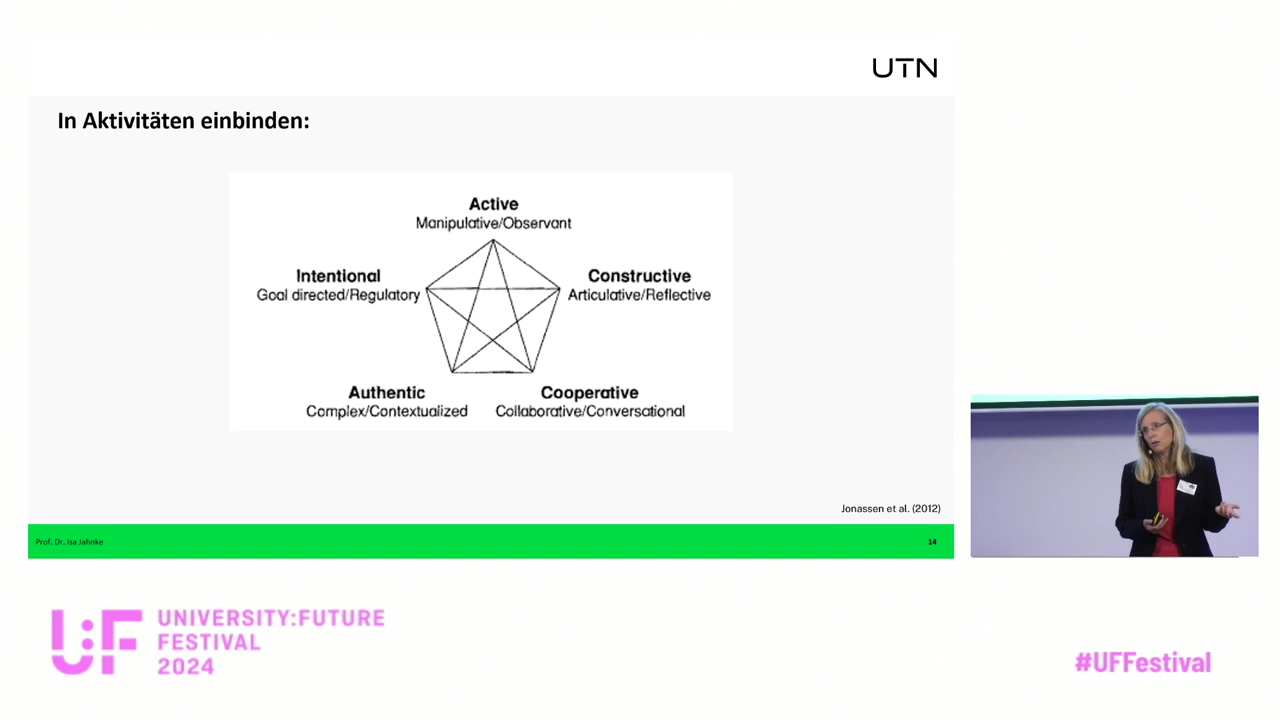 UTN
In Aktivitäten einbinden:
Active
Manipulative/Observant
Intentional
Goal directed/Regulatory
Constructive
Articulative/Reflective
Authentic
Complex/Contextualized
Cooperative
Collaborative/Conversational
Jonassen et al. (2012)
Prof. Dr. Isa Jahnke
14
U:F
UNIVERSITY:FUTURE
FESTIVAL
2024
#UFFestival